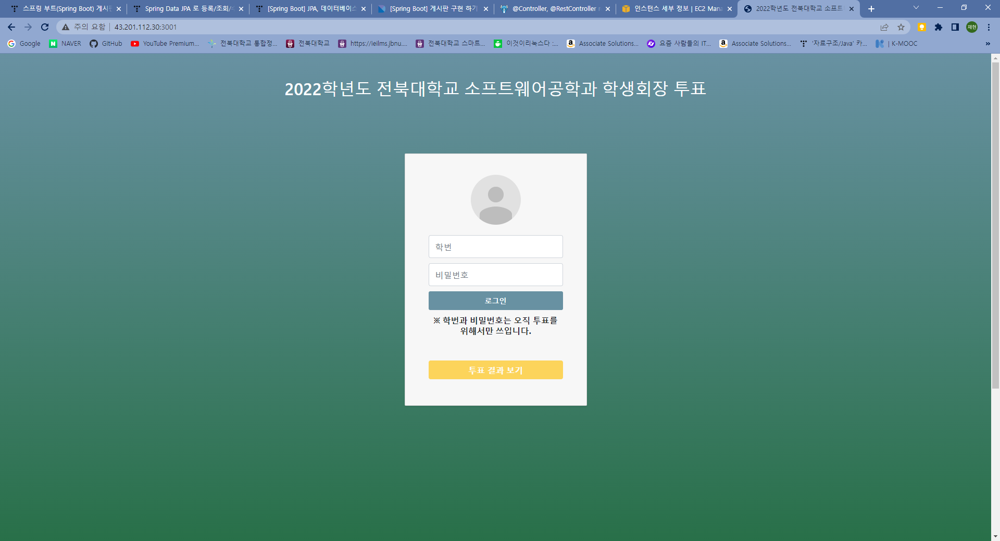 스프링 부트(Spring Boot) 게시판
Spring Data JPA 로 등록/조회/수
[Spring Boot] JPA, 데이터베이스
[Spring Boot] 게시판 구현 하기
@Controller, @RestController
인스턴스 세부 정보 | EC2 Mana
2022학년도 전북대학교 소프트
주의 요함 | 43.201.112.30:3001
재현
Google
NAVER
GitHub
YouTube Premium...
전북대학교 통합정...
전북대학교
https://ieilms.jbnu....
전북대학교 스마트...
이것이리눅스다 :...
Associate Solutions...
요즘 사람들의 IT...
Associate Solutions...
'자료구조/Java' 카...
| K-MOOC
2022학년도 전북대학교 소프트웨어공학과 학생회장 투표
학번
비밀번호
로그인
※ 학번과 비밀번호는 오직 투표를
위해서만 쓰입니다.
투표 결과 보기